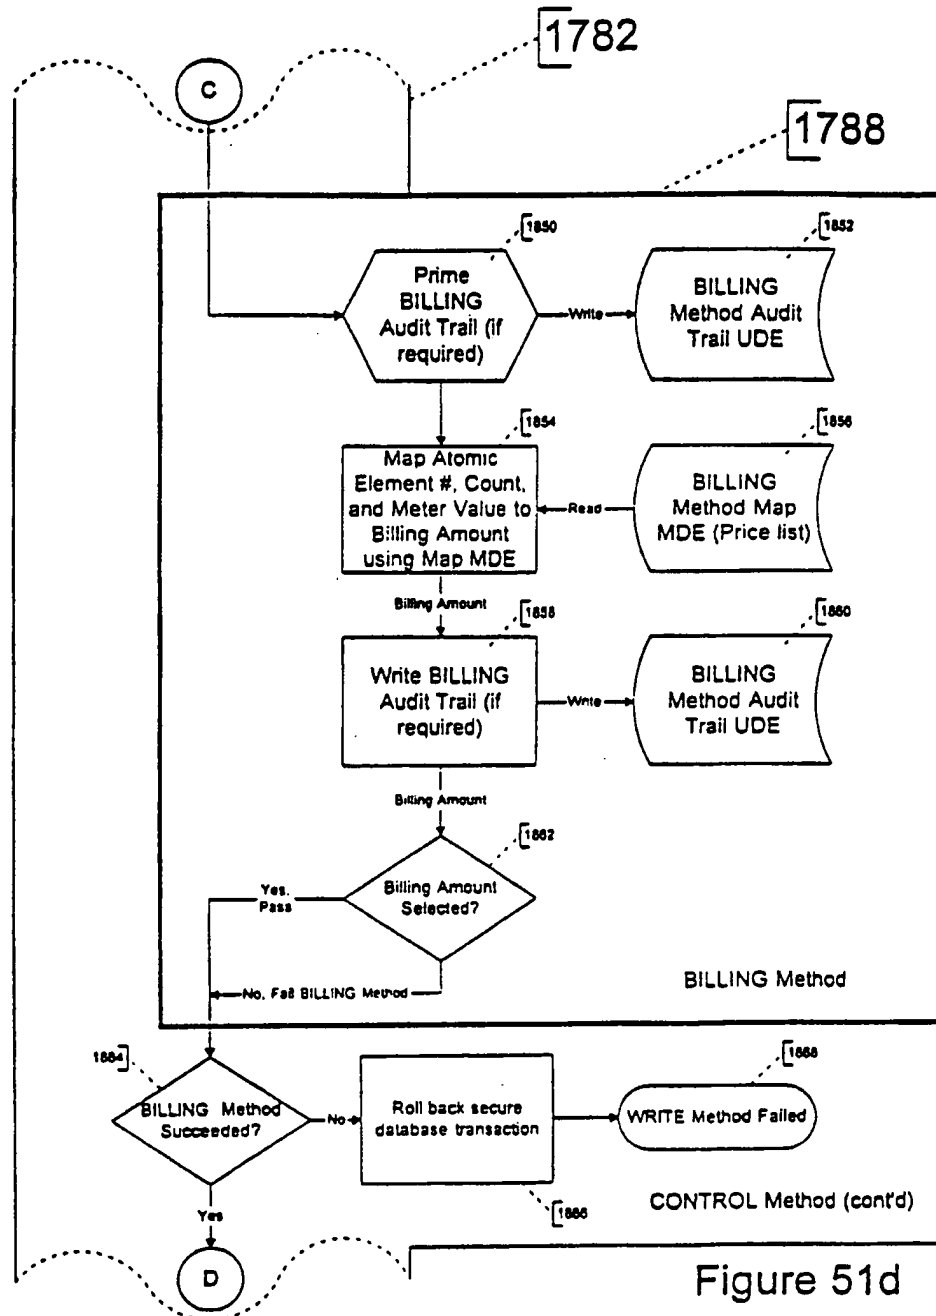 1782
C
1788
1850
Prime
BILLING
Audit Trail (if
required)
Write
1852
BILLING
Method Audit
Trail UDE
1854
Map Atomic
Element #, Count,
and Meter Value to
Billing Amount
using Map MDE
Read
1856
BILLING
Method Map
MDE (Price list)
Billing Amount
1858
Write BILLING
Audit Trail (if
required)
Write
1860
BILLING
Method Audit
Trail UDE
Billing Amount
1862
Billing Amount
Selected?
Yes,
Pass
No, Fail BILLING Method
BILLING Method
1864
BILLING Method
Succeeded?
No
Roll back secure
database transaction
1866
1868
WRITE Method Failed
Yes
CONTROL Method (cont'd)
D
Figure 51d